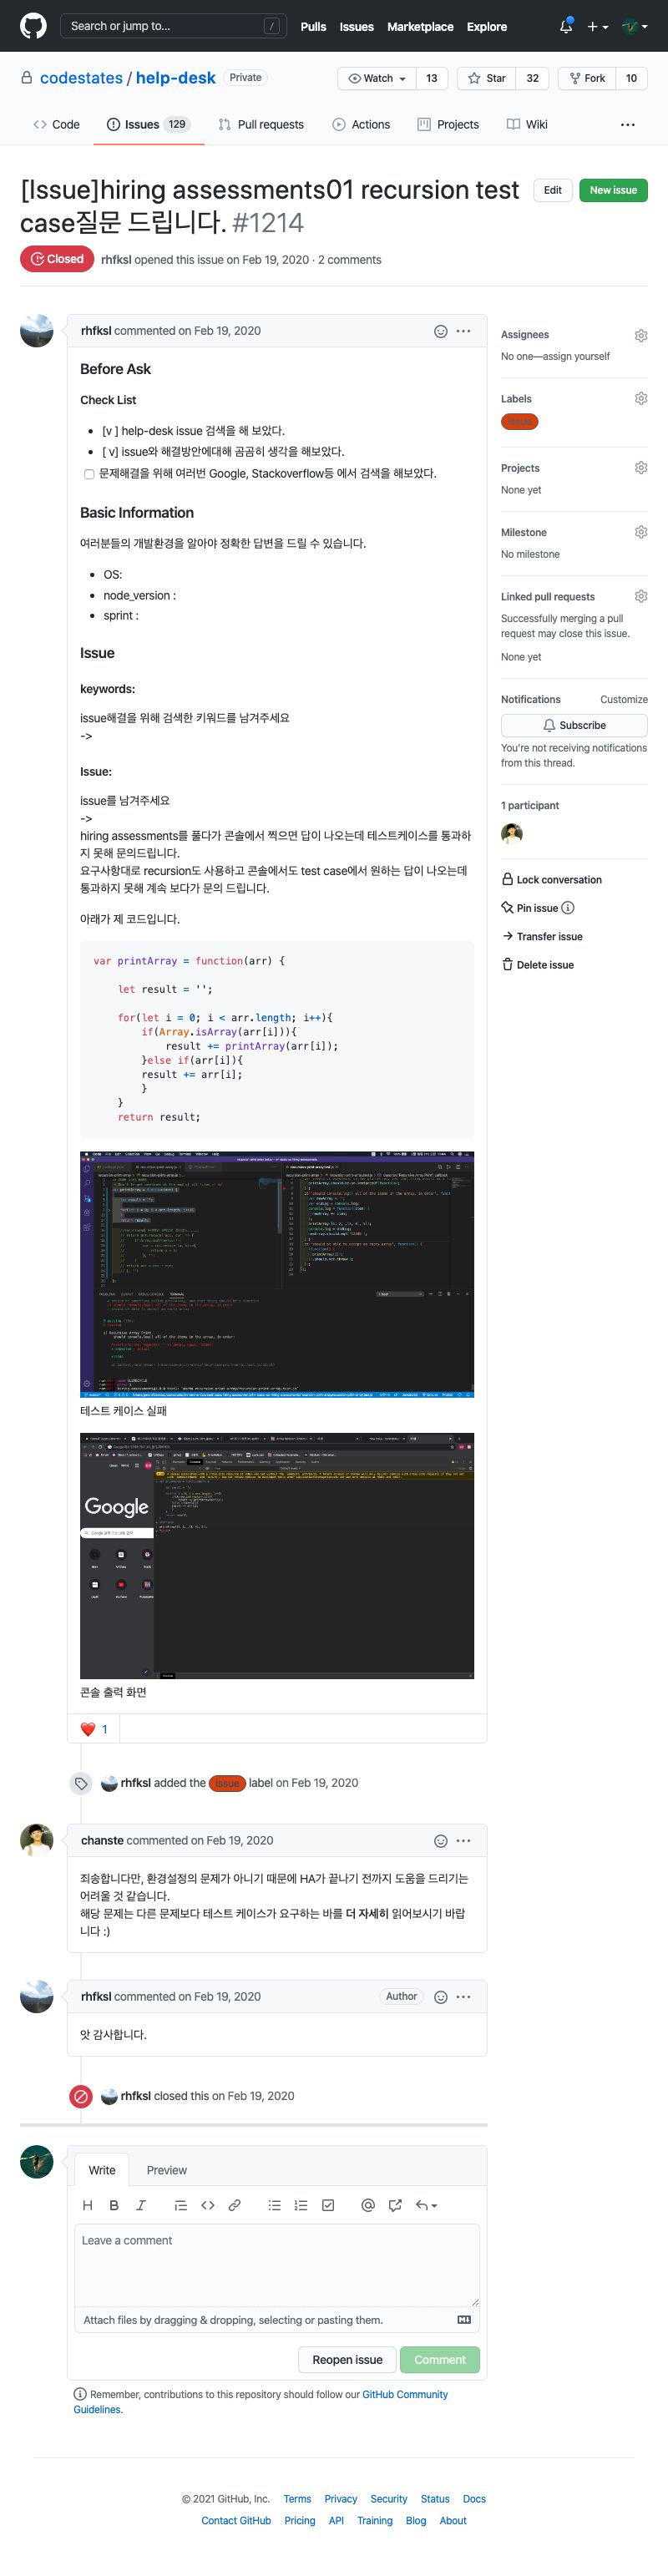 Search or jump to...
/
Pulls Issues Marketplace Explore
codestates / help-desk Private
Watch 13 Star 32 Fork 10
Code Issues 129 Pull requests Actions Projects Wiki
[Issue]hiring assessments01 recursion test
case질문 드립니다. #1214
Edit New issue
Closed rhfksl opened this issue on Feb 19, 2020 · 2 comments
rhfksl commented on Feb 19, 2020
Before Ask
Check List
[v ] help-desk issue 검색을 해 보았다.
[ v] issue와 해결방안에대해 곰곰히 생각을 해보았다.
문제해결을 위해 여러번 Google, Stackoverflow등 에서 검색을 해보았다.
Basic Information
여러분들의 개발환경을 알아야 정확한 답변을 드릴 수 있습니다.
OS:
node_version :
sprint :
Issue
keywords:
issue해결을 위해 검색한 키워드를 남겨주세요
->
Issue:
issue를 남겨주세요
->
hiring assessments를 풀다가 콘솔에서 찍으면 답이 나오는데 테스트케이스를 통과하
지 못해 문의드립니다.
요구사항대로 recursion도 사용하고 콘솔에서도 test case에서 원하는 답이 나오는데
통과하지 못해 계속 보다가 문의 드립니다.
아래가 제 코드입니다.
var printArray = function(arr) {
let result = '';
for(let i = 0; i < arr.length; i++){
if(Array.isArray(arr[i])){
result += printArray(arr[i]);
}else if(arr[i]){
result += arr[i];
}
}
return result;
테스트 케이스 실패
Google
콘솔 출력 화면
1
rhfksl added the issue label on Feb 19, 2020
chanste commented on Feb 19, 2020
죄송합니다만, 환경설정의 문제가 아니기 때문에 HA가 끝나기 전까지 도움을 드리기는
어려울 것 같습니다.
해당 문제는 다른 문제보다 테스트 케이스가 요구하는 바를 더 자세히 읽어보시기 바랍
니다 :)
rhfksl commented on Feb 19, 2020 Author
앗 감사합니다.
rhfksl closed this on Feb 19, 2020
Write Preview
Leave a comment
Attach files by dragging & dropping, selecting or pasting them.
Reopen issue Comment
Remember, contributions to this repository should follow our GitHub Community
Guidelines.
Assignees
No one—assign yourself
Labels
issue
Projects
None yet
Milestone
No milestone
Linked pull requests
Successfully merging a pull
request may close this issue.
None yet
Notifications Customize
Subscribe
You're not receiving notifications
from this thread.
1 participant
Lock conversation
Pin issue
Transfer issue
Delete issue
© 2021 GitHub, Inc. Terms Privacy Security Status Docs
Contact GitHub Pricing API Training Blog About